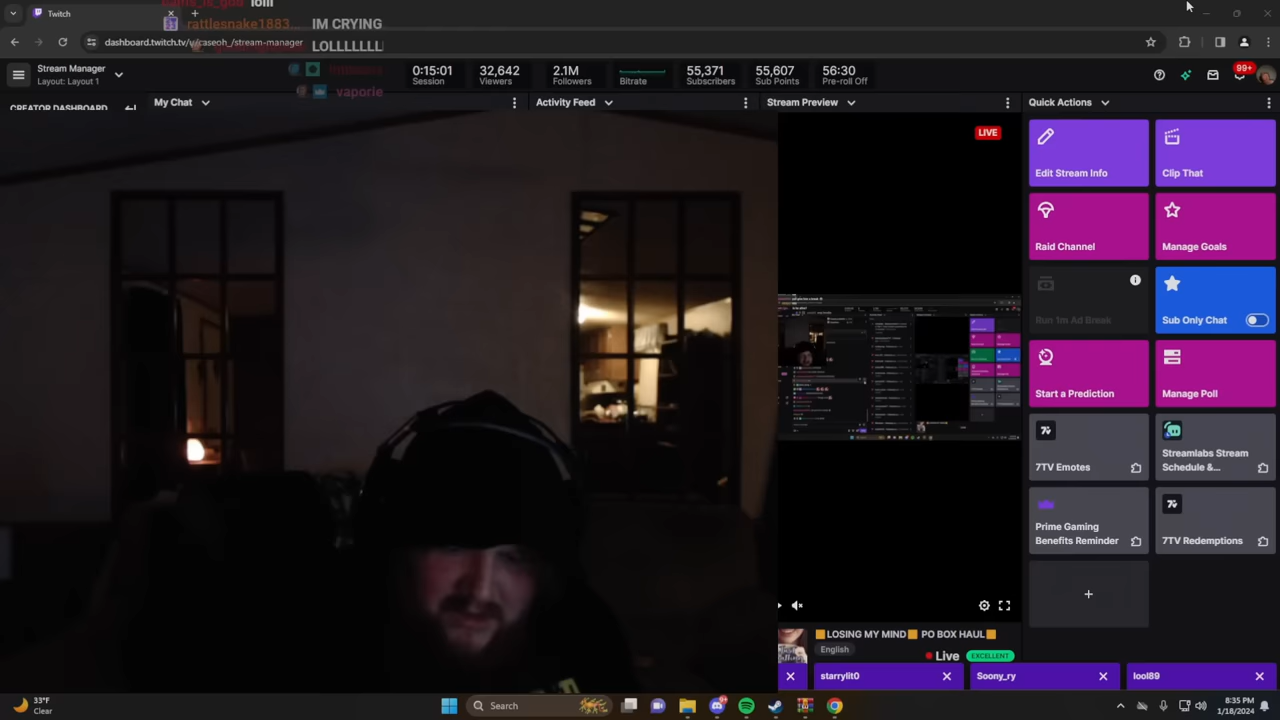 Twitch
lolll
rattlesnake1883... IM CRYING
LOLLLLLLL
vaporie
dashboard.twitch.tv/u/caseoh_/stream-manager
Stream Manager
Layout: Layout 1
0:15:01
Session
32,642
Viewers
2.1M
Followers
Bitrate
55,371
Subscribers
55,607
Sub Points
56:30
Pre-roll Off
99+
CREATOR DASHBOARD
My Chat
Activity Feed
Stream Preview
Quick Actions
LIVE
Edit Stream Info
Clip That
Raid Channel
Manage Goals
Run 1m Ad Break
Sub Only Chat
Start a Prediction
Manage Poll
7TV Emotes
Streamlabs Stream
Schedule &...
Prime Gaming
Benefits Reminder
7TV Redemptions
LOSING MY MIND PO BOX HAUL
English
Live
EXCELLENT
starrylit0
Soony_ry
lool89
33°F
Clear
Search
8:35 PM
1/18/2024